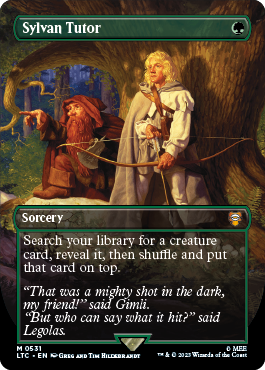 Sylvan Tutor
Sorcery
Search your library for a creature
card, reveal it, then shuffle and put
that card on top.
“That was a mighty shot in the dark,
my friend!” said Gimli.
“But who can say what it hit?” said
Legolas.
M 0531
LTC • EN Greg and Tim Hildebrandt
© MEE
™ & © 2023 Wizards of the Coast